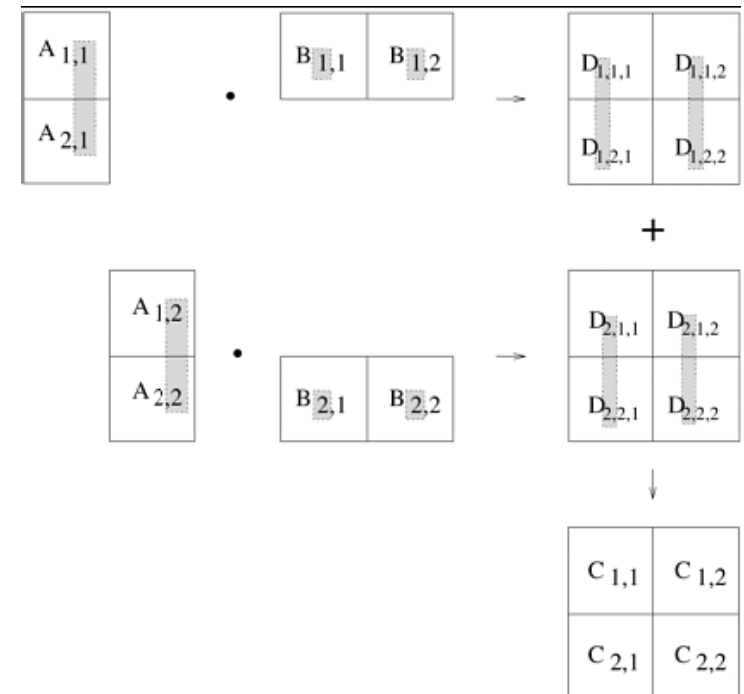 A 1,1 • B 1,1 B 1,2 → D1,1,1 D1,1,2
A 2,1 D1,2,1 D1,2,2
+
A 1,2 D2,1,1 D2,1,2
• →
A 2,2 B 2,1 B 2,2 D2,2,1 D2,2,2
↓
C 1,1 C 1,2
C 2,1 C 2,2